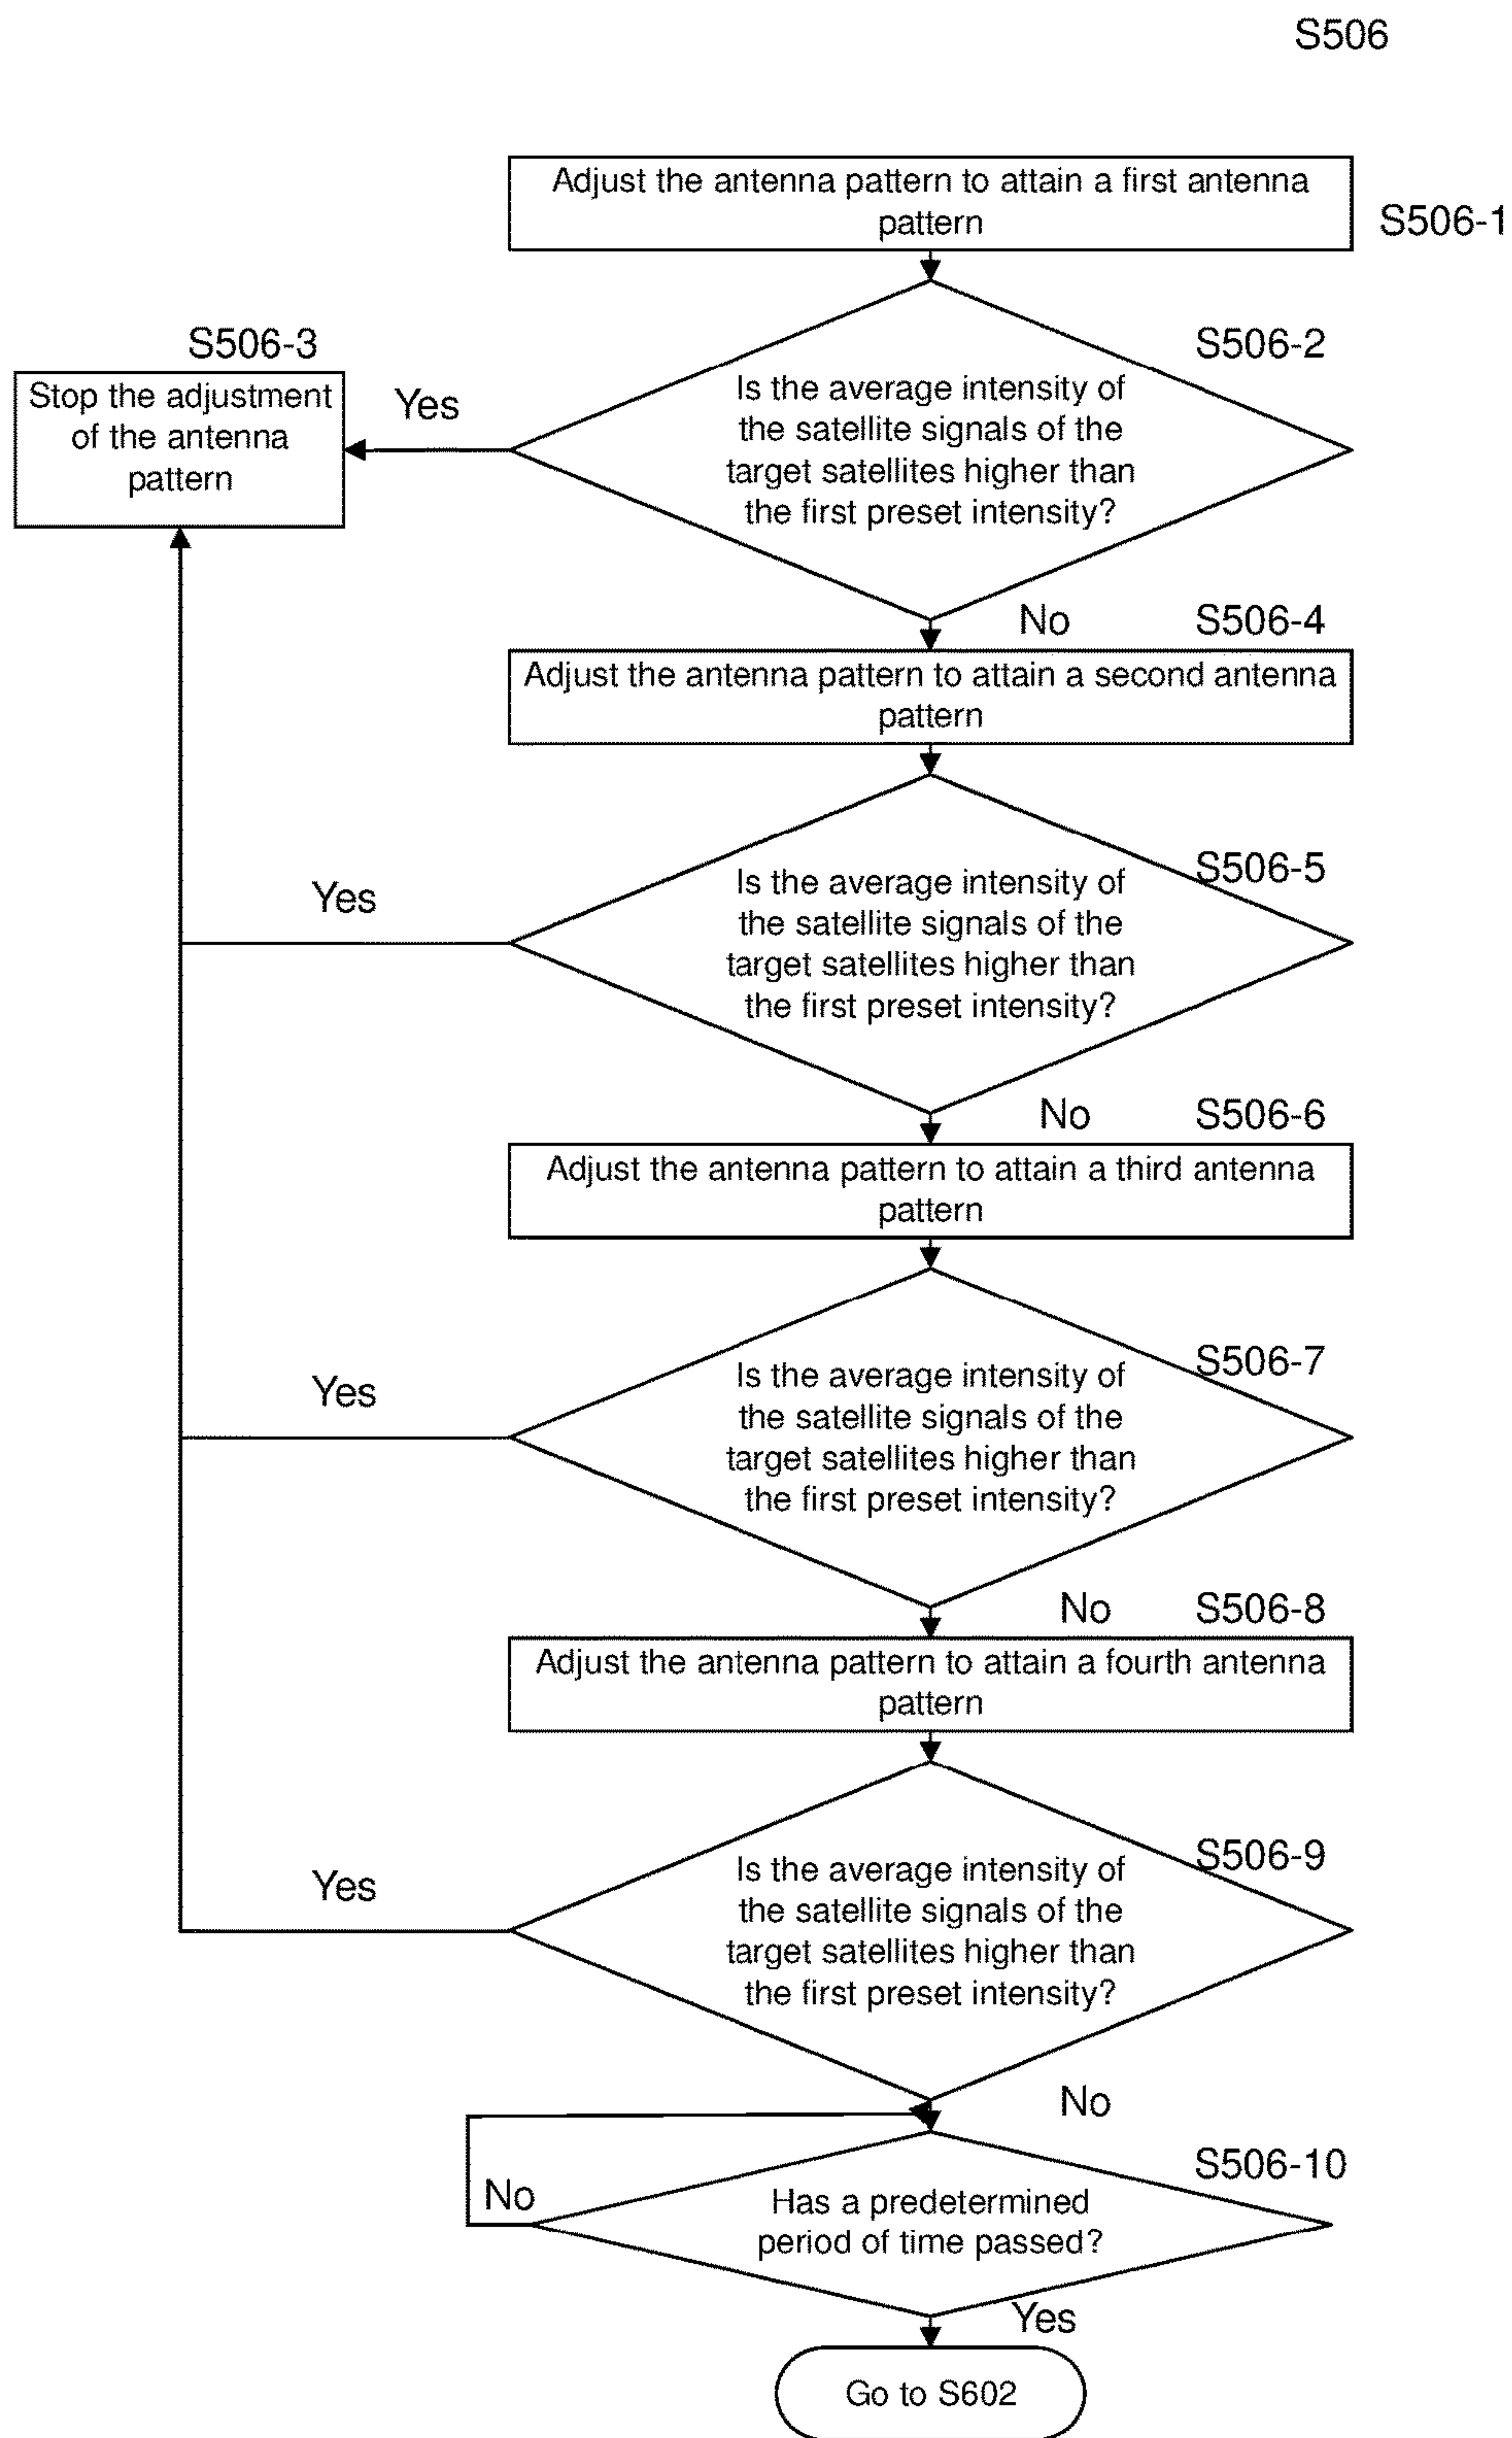 S506
Adjust the antenna pattern to attain a first antenna
pattern
S506-1
S506-2
Is the average intensity of
the satellite signals of the
target satellites higher than
the first preset intensity?
Yes
S506-3
Stop the adjustment
of the antenna
pattern
No
S506-4
Adjust the antenna pattern to attain a second antenna
pattern
S506-5
Is the average intensity of
the satellite signals of the
target satellites higher than
the first preset intensity?
Yes
No
S506-6
Adjust the antenna pattern to attain a third antenna
pattern
S506-7
Is the average intensity of
the satellite signals of the
target satellites higher than
the first preset intensity?
Yes
No
S506-8
Adjust the antenna pattern to attain a fourth antenna
pattern
S506-9
Is the average intensity of
the satellite signals of the
target satellites higher than
the first preset intensity?
Yes
No
S506-10
Has a predetermined
period of time passed?
No
Yes
Go to S602